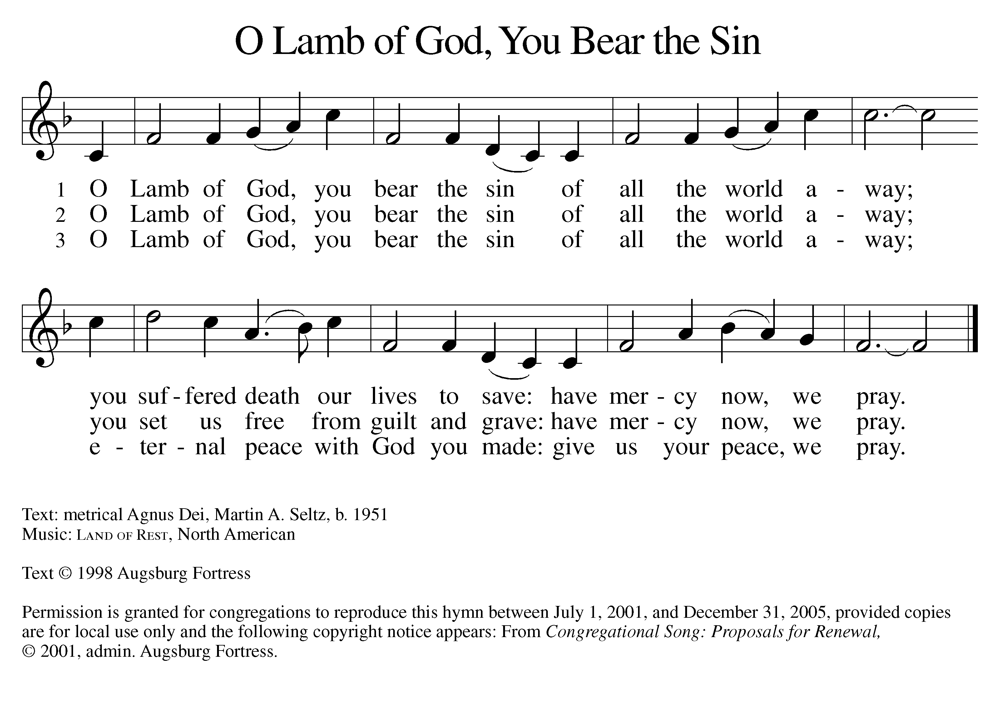 O Lamb of God, You Bear the Sin
1 O Lamb of God, you bear the sin of all the world a - way;
2 O Lamb of God, you bear the sin of all the world a - way;
3 O Lamb of God, you bear the sin of all the world a - way;
you suf - fered death our lives to save: have mer - cy now, we pray.
you set us free from guilt and grave: have mer - cy now, we pray.
e - ter - nal peace with God you made: give us your peace, we pray.
Text: metrical Agnus Dei, Martin A. Seltz, b. 1951
Music: LAND OF REST, North American
Text © 1998 Augsburg Fortress
Permission is granted for congregations to reproduce this hymn between July 1, 2001, and December 31, 2005, provided copies
are for local use only and the following copyright notice appears: From Congregational Song: Proposals for Renewal,
© 2001, admin. Augsburg Fortress.